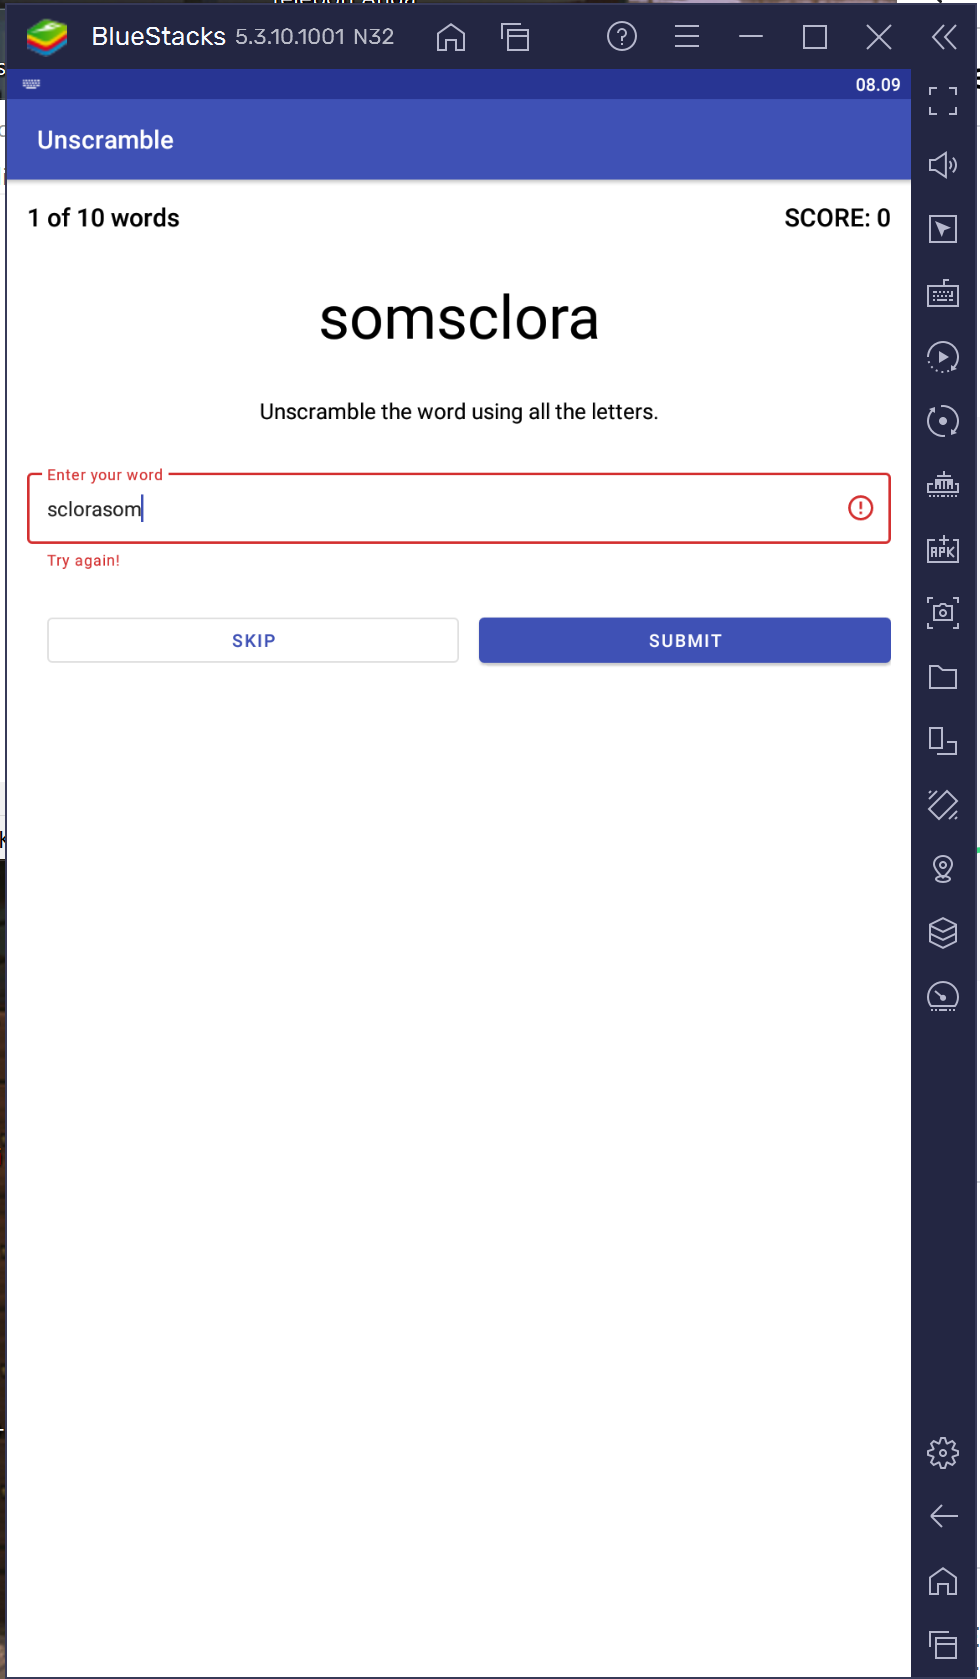 BlueStacks 5.3.10.1001 N32
08.09
Unscramble
1 of 10 words
SCORE: 0
somsclora
Unscramble the word using all the letters.
Enter your word
sclorasom
Try again!
SKIP
SUBMIT
APK